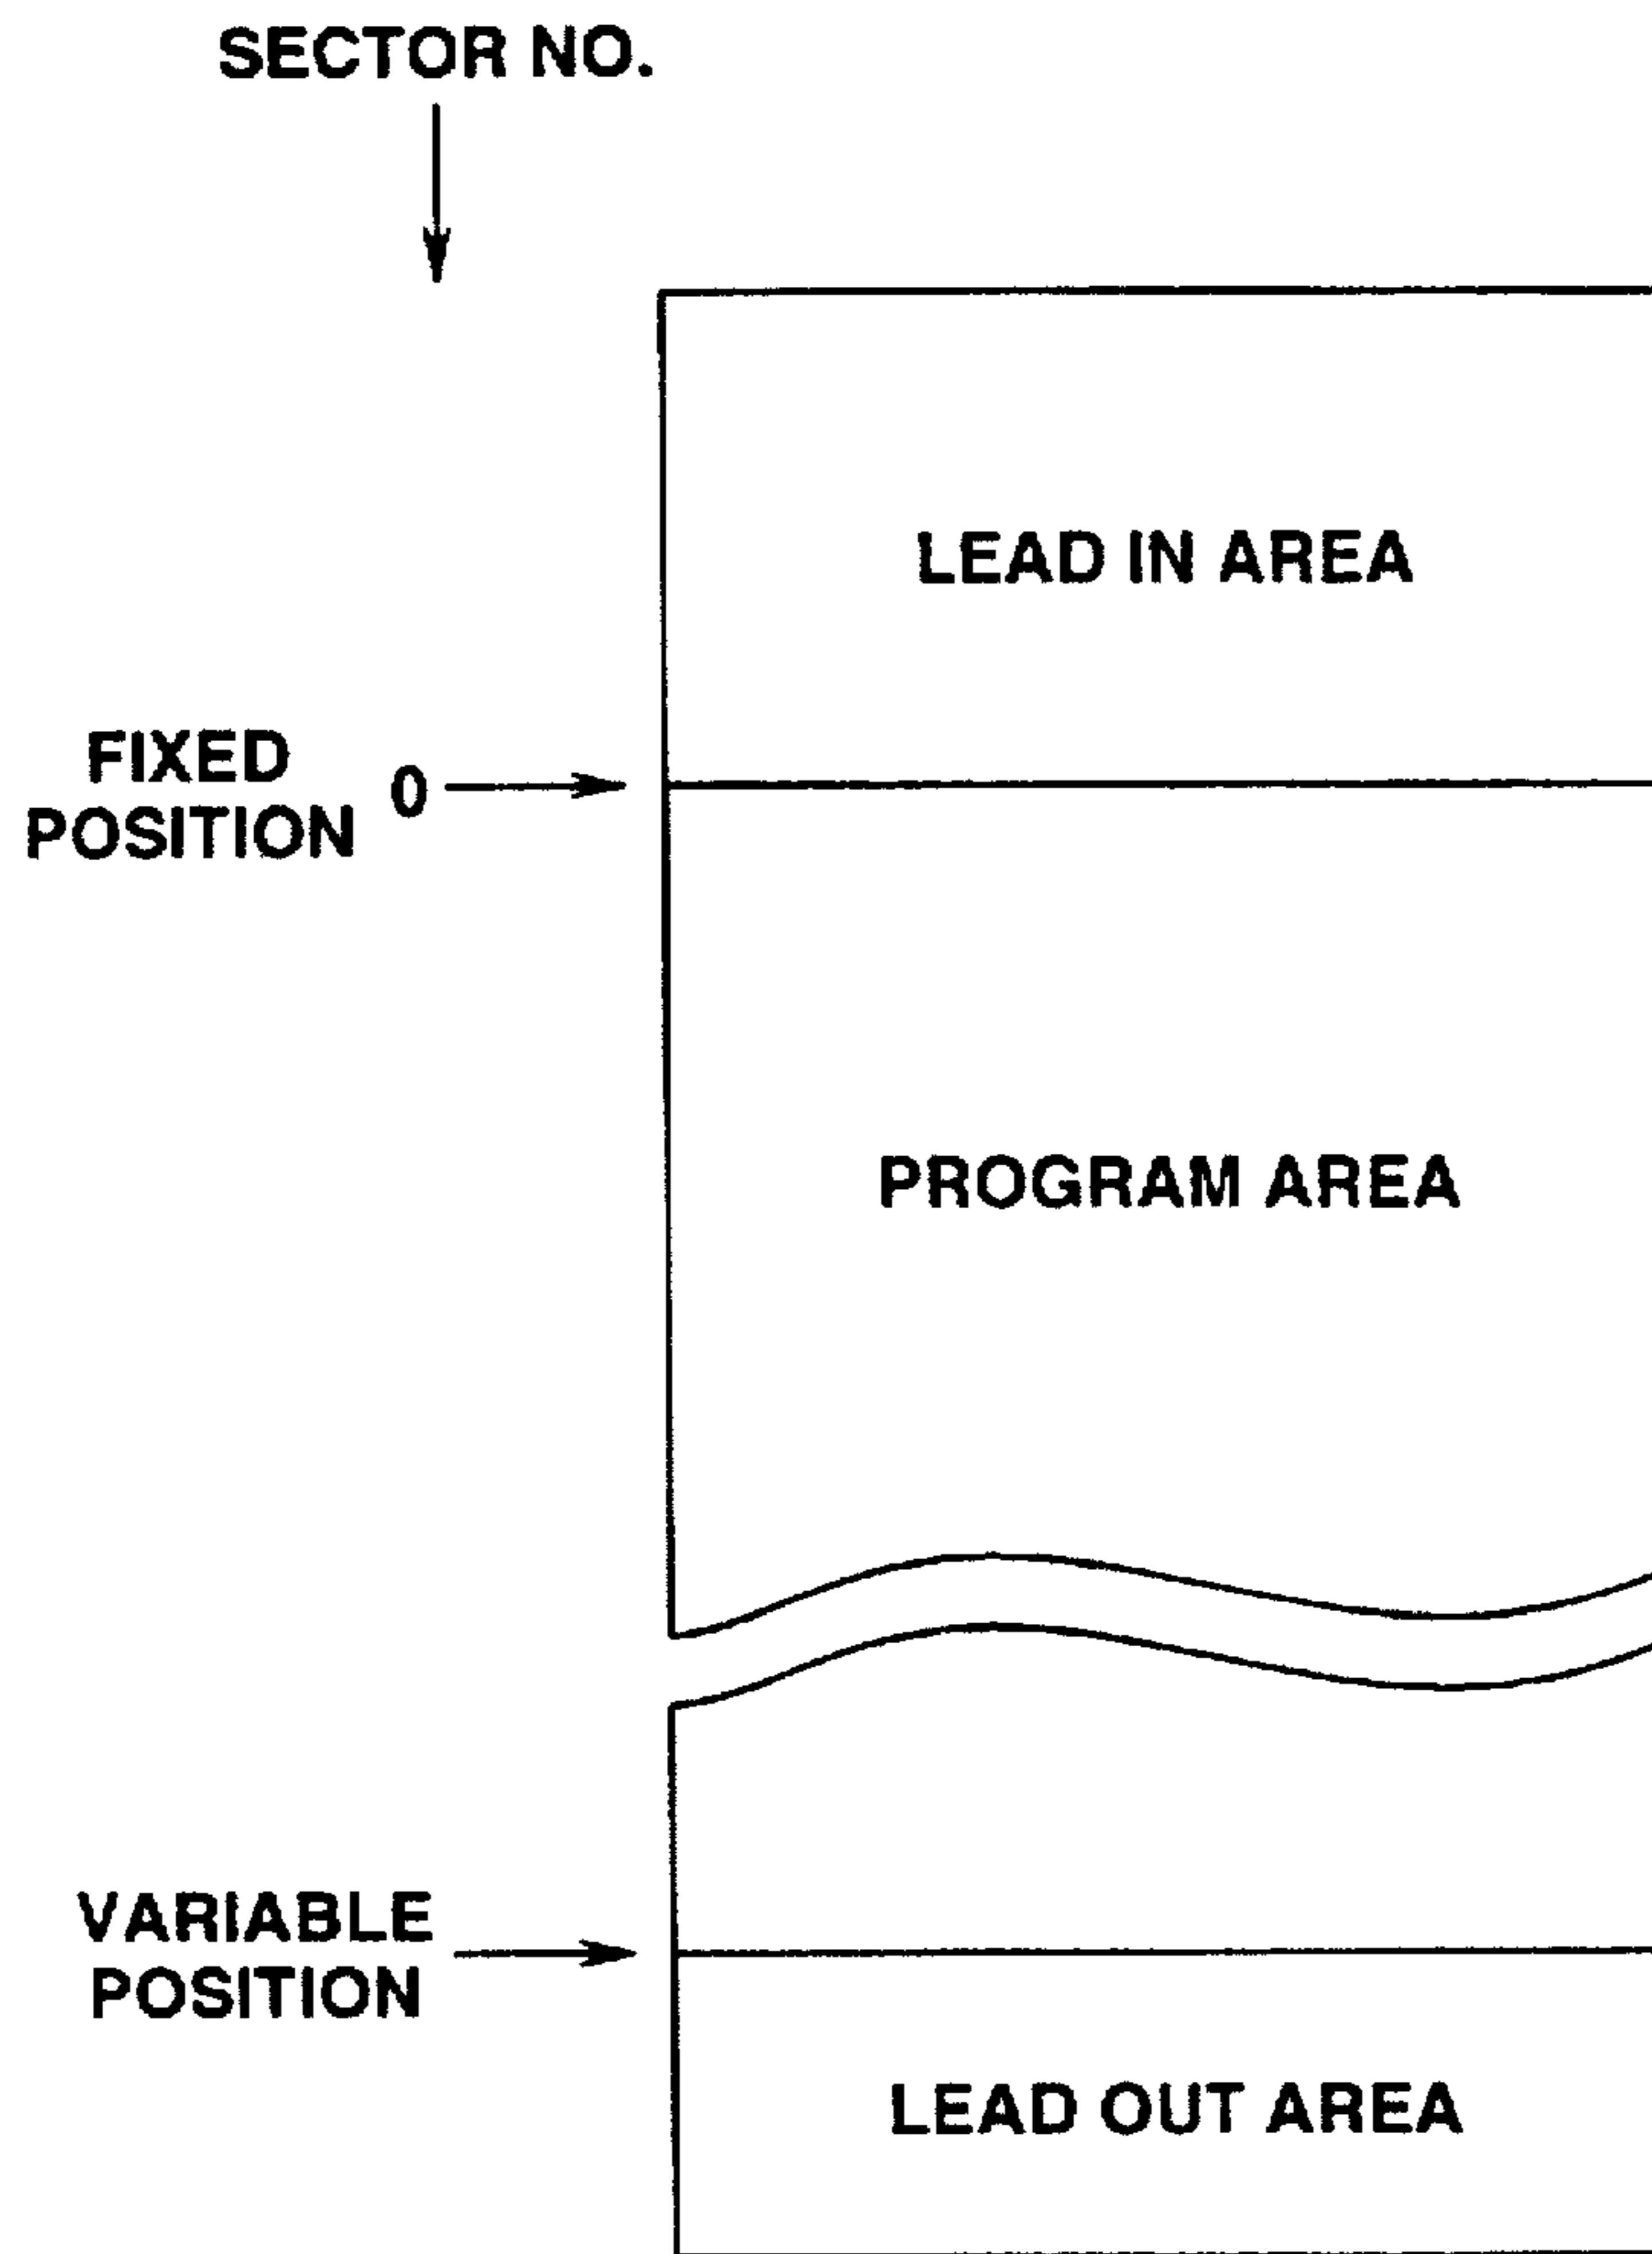 SECTOR NO.
LEAD IN AREA
FIXED
POSITION
0
PROGRAM AREA
VARIABLE
POSITION
LEAD OUT AREA